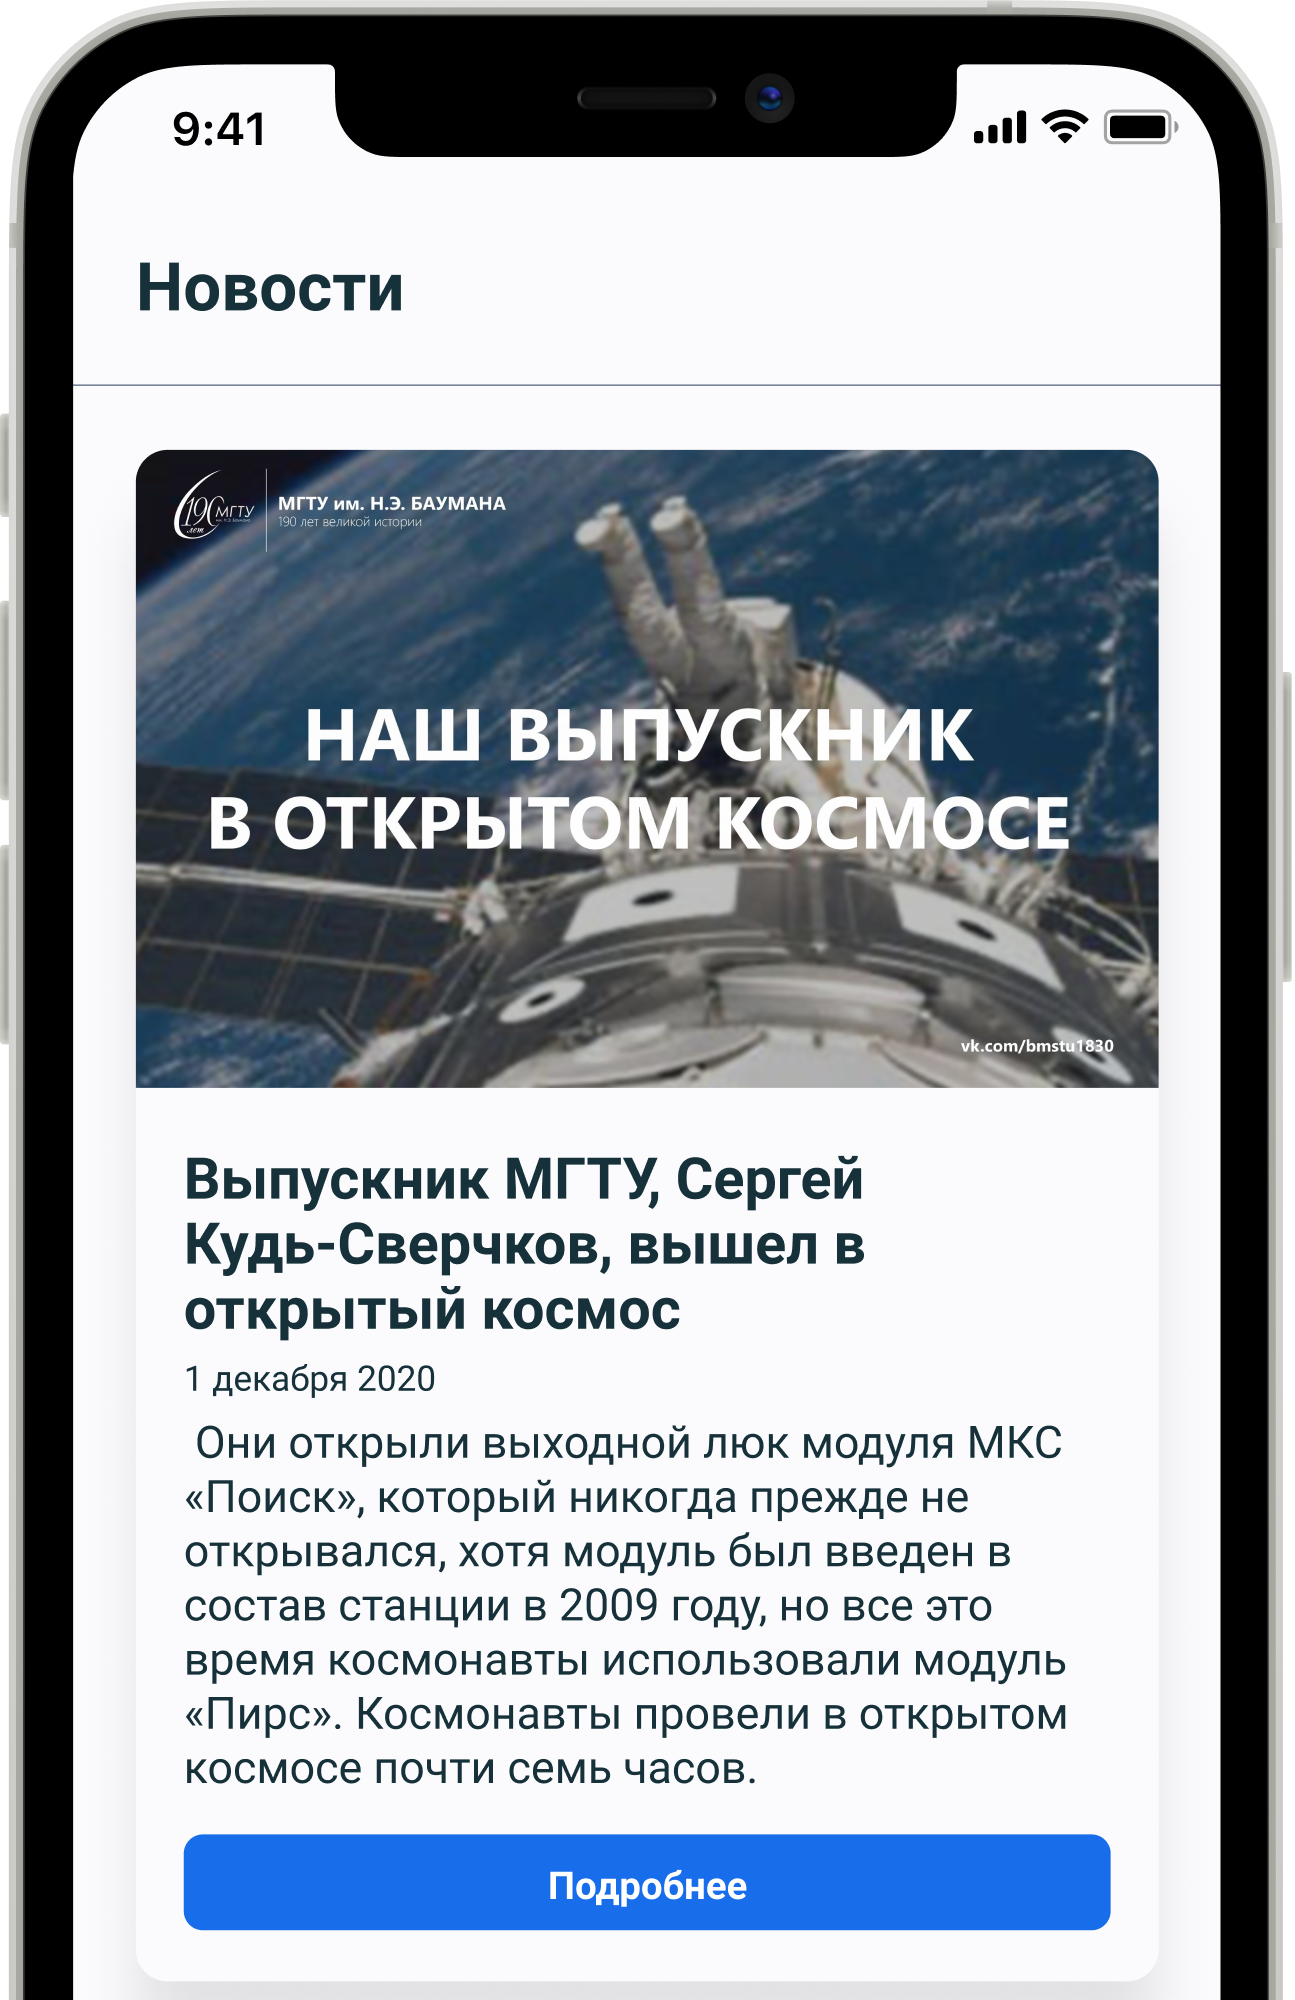 9:41
Новости
190 МГТУ
лет
МГТУ им. Н.Э. БАУМАНА
190 лет великой истории
НАШ ВЫПУСКНИК
В ОТКРЫТОМ КОСМОСЕ
vk.com/bmstu1830
Выпускник МГТУ, Сергей
Кудь-Сверчков, вышел в
открытый космос
1 декабря 2020
Они открыли выходной люк модуля МКС
«Поиск», который никогда прежде не
открывался, хотя модуль был введен в
состав станции в 2009 году, но все это
время космонавты использовали модуль
«Пирс». Космонавты провели в открытом
космосе почти семь часов.
Подробнее